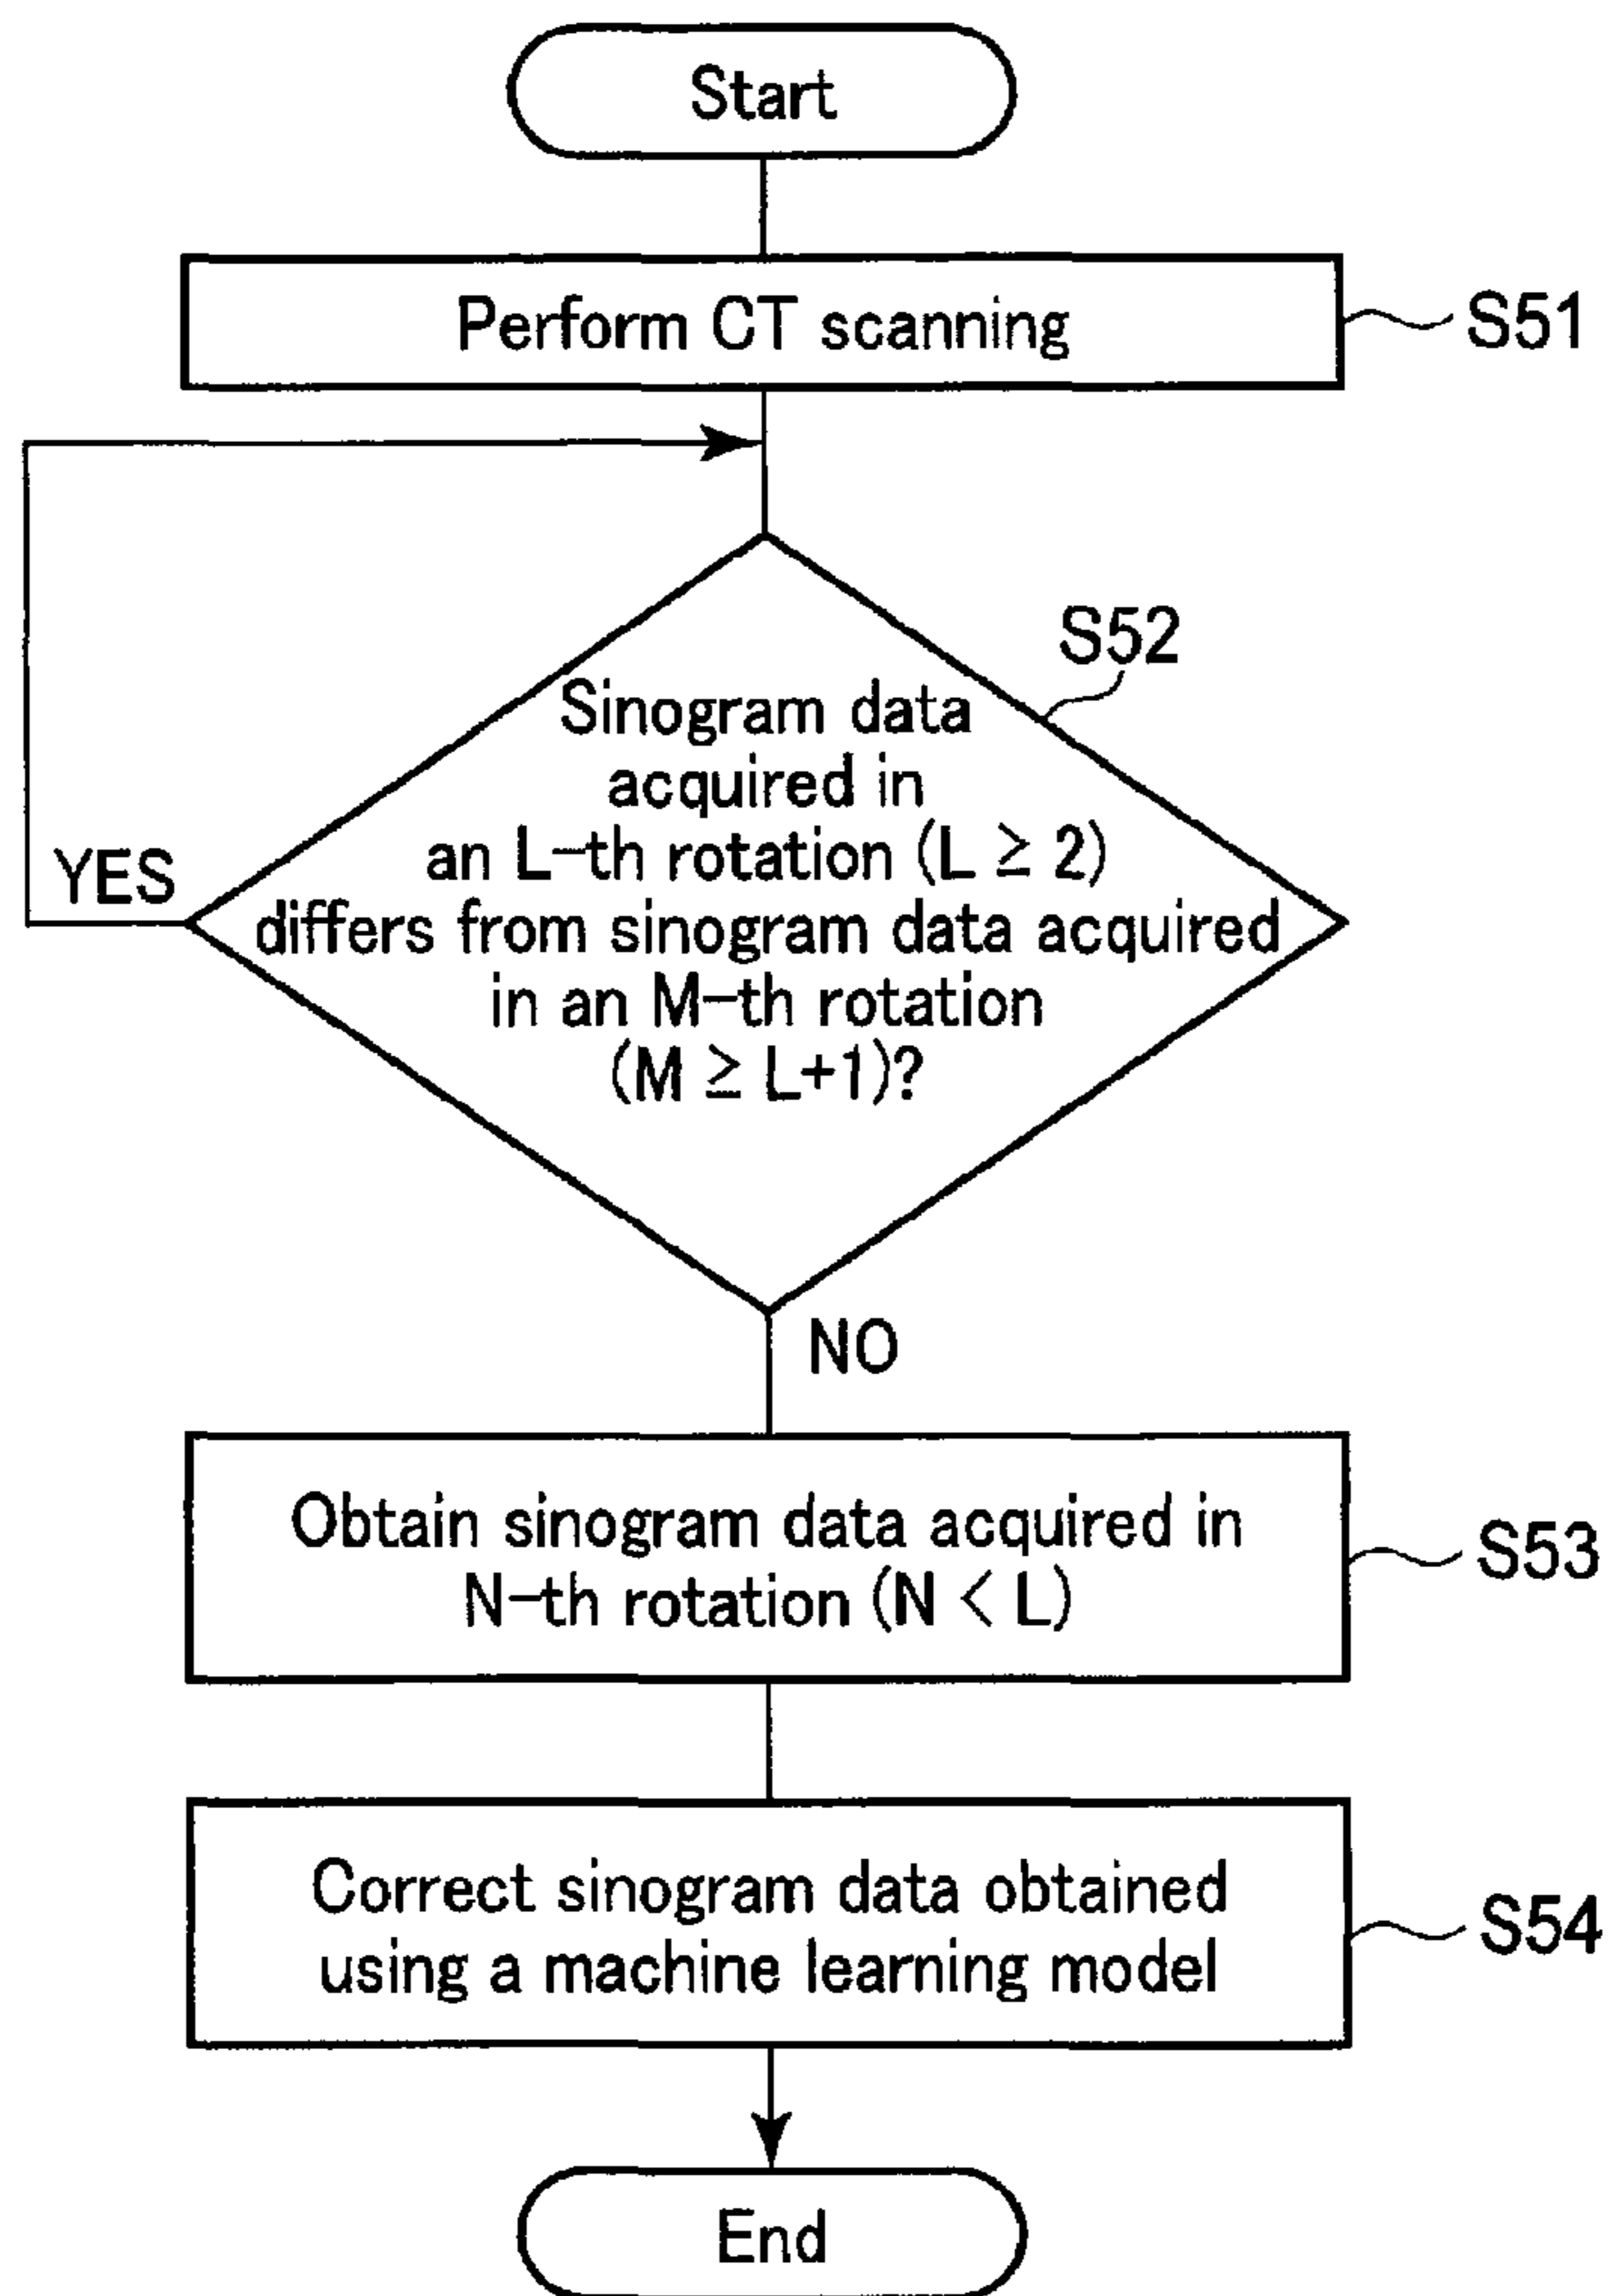 Start
Perform CT scanning
S51
S52
Sinogram data
acquired in
an L-th rotation (L ≧ 2)
differs from sinogram data acquired
in an M-th rotation
(M ≧ L+1)?
YES
NO
Obtain sinogram data acquired in
N-th rotation (N < L)
S53
Correct sinogram data obtained
using a machine learning model
S54
End